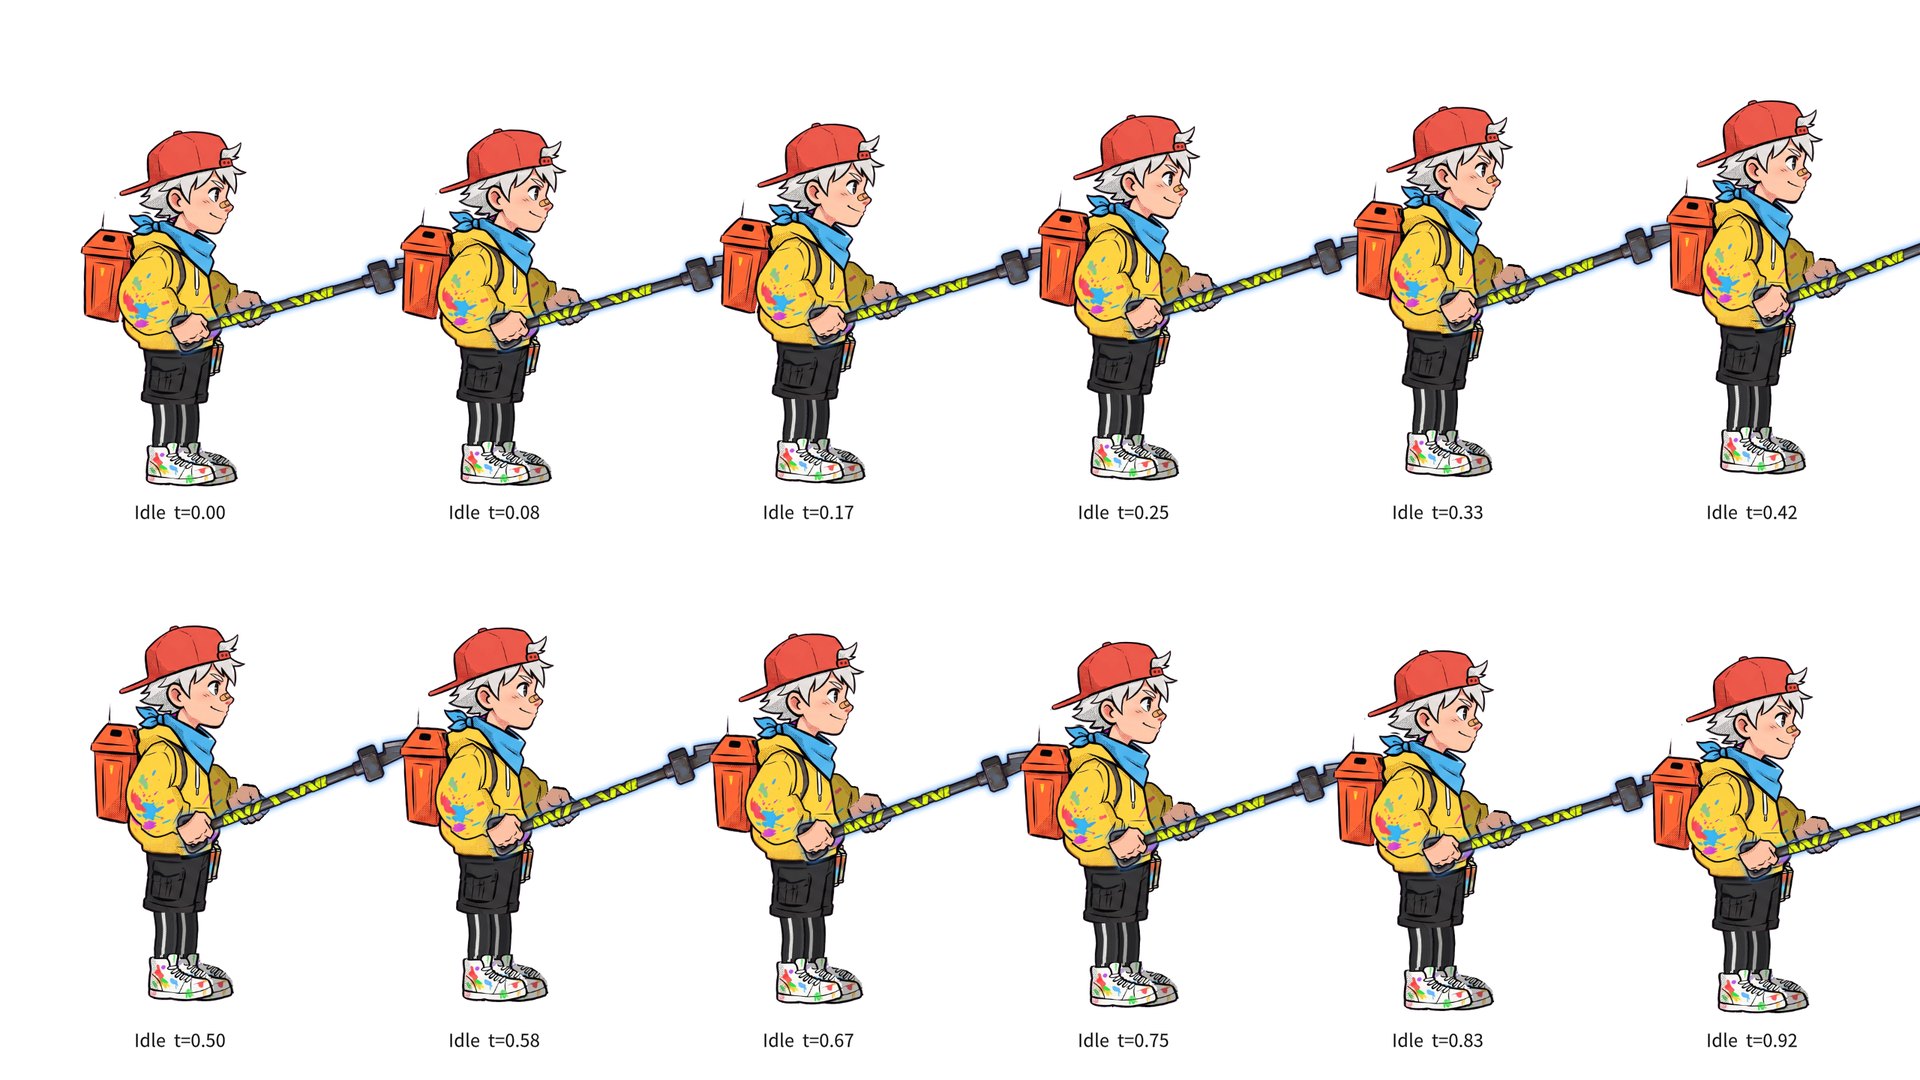 Idle t=0.00
Idle t=0.08
Idle t=0.17
Idle t=0.25
Idle t=0.33
Idle t=0.42
Idle t=0.50
Idle t=0.58
Idle t=0.67
Idle t=0.75
Idle t=0.83
Idle t=0.92